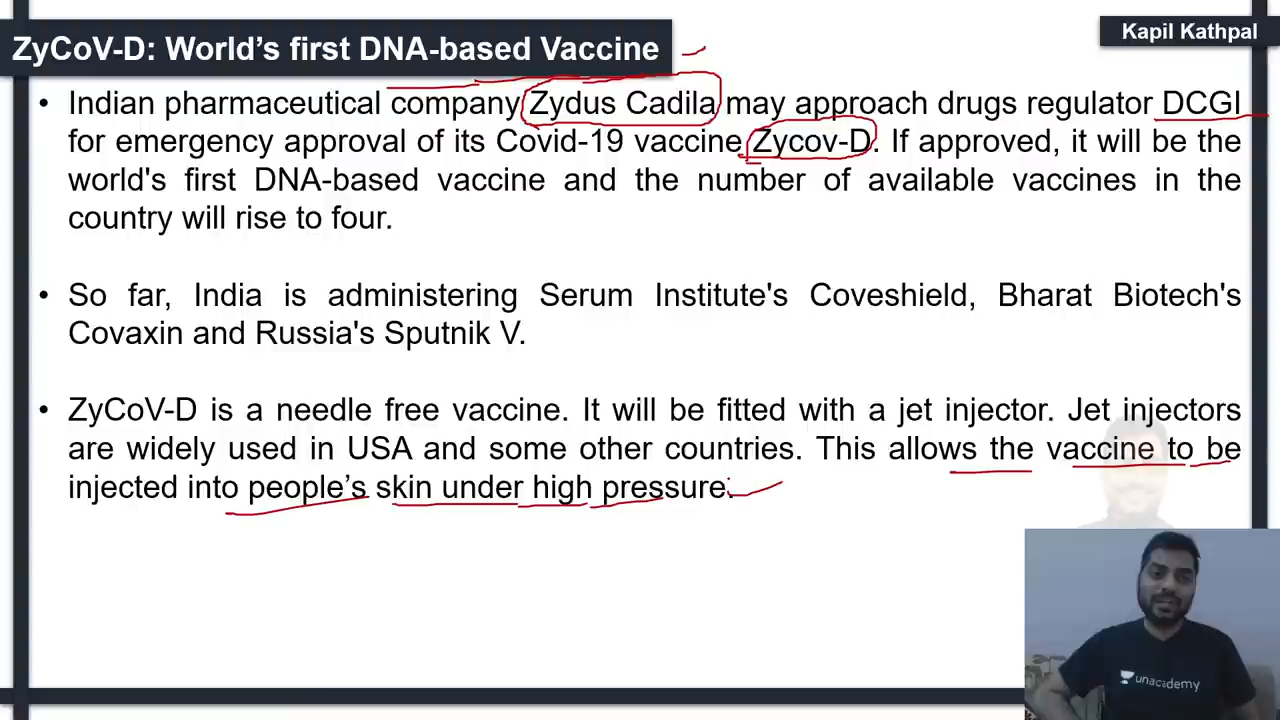 ZyCoV-D: World's first DNA-based Vaccine
Kapil Kathpal
• Indian pharmaceutical company Zydus Cadila may approach drugs regulator DCGI
for emergency approval of its Covid-19 vaccine Zycov-D. If approved, it will be the
world's first DNA-based vaccine and the number of available vaccines in the
country will rise to four.
• So far, India is administering Serum Institute's Coveshield, Bharat Biotech's
Covaxin and Russia's Sputnik V.
• ZyCoV-D is a needle free vaccine. It will be fitted with a jet injector. Jet injectors
are widely used in USA and some other countries. This allows the vaccine to be
injected into people's skin under high pressure.
unacademy